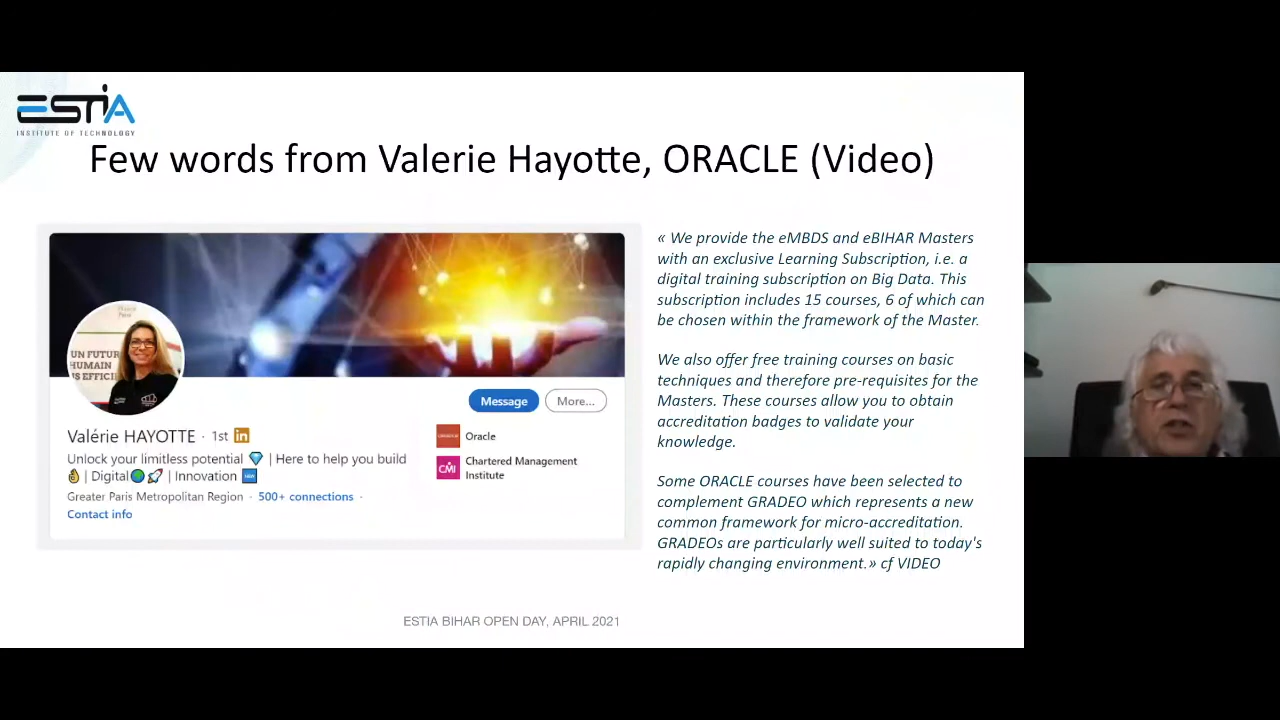 ESTIA
INSTITUTE OF TECHNOLOGY
Few words from Valerie Hayotte, ORACLE (Video)
UN FUTUR
HUMAIN
Message
More...
Valérie HAYOTTE · 1st in
Unlock your limitless potential 💎 | Here to help you build
👌 | Digital🌍🚀 | Innovation 🆕
Greater Paris Metropolitan Region · 500+ connections ·
Contact info
Oracle
CMI Chartered Management
Institute
« We provide the eMBDS and eBIHAR Masters
with an exclusive Learning Subscription, i.e. a
digital training subscription on Big Data. This
subscription includes 15 courses, 6 of which can
be chosen within the framework of the Master.
We also offer free training courses on basic
techniques and therefore pre-requisites for the
Masters. These courses allow you to obtain
accreditation badges to validate your
knowledge.
Some ORACLE courses have been selected to
complement GRADEO which represents a new
common framework for micro-accreditation.
GRADEOs are particularly well suited to today's
rapidly changing environment.» cf VIDEO
ESTIA BIHAR OPEN DAY, APRIL 2021